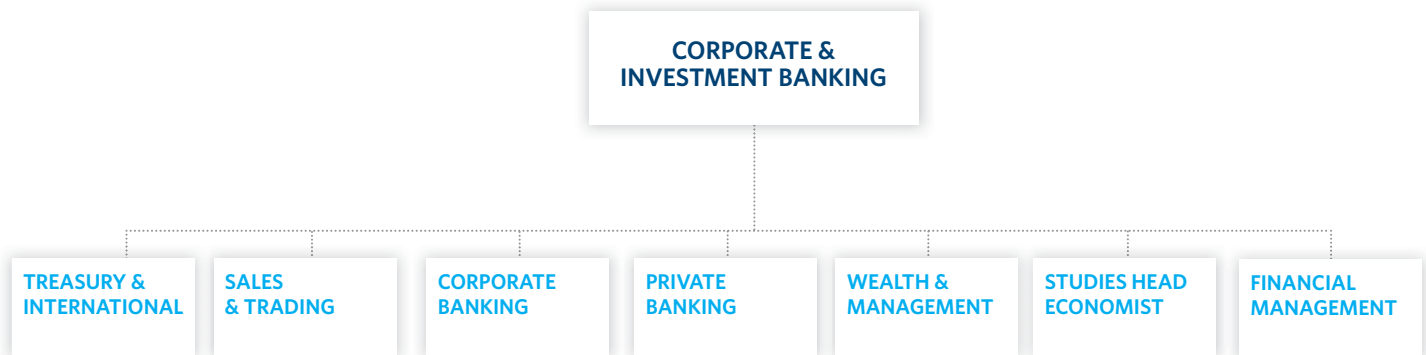 CORPORATE &
INVESTMENT BANKING
TREASURY &
INTERNATIONAL
SALES
& TRADING
CORPORATE
BANKING
PRIVATE
BANKING
WEALTH &
MANAGEMENT
STUDIES HEAD
ECONOMIST
FINANCIAL
MANAGEMENT